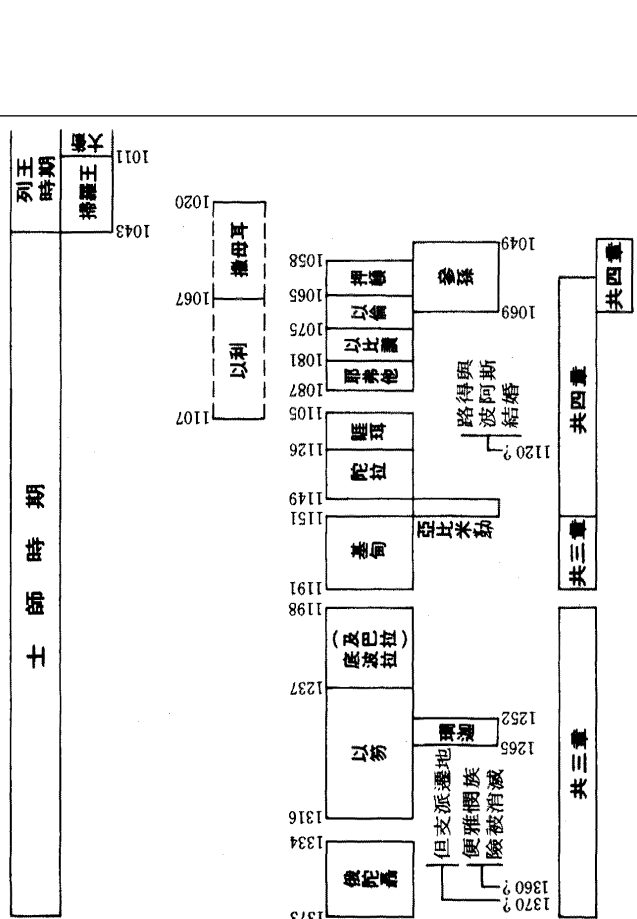 列王
時期
士師時期
掃羅王
大衛
1011
1043
1020
撒母耳
1067
以利
1107
1058
押頓
1065
以倫
1075
以比讚
1081
耶弗他
1087
1105
睚珥
1126
陀拉
1149
1151
基甸
1191
1198
底波拉
(及巴拉)
1237
以笏
1316
1334
俄陀聶
1373
1049
參孫
1069
路得與
波阿斯
結婚
1120?
亞比米勒
1252
珊迦
1265
但支派遷地
便雅憫族
險被消滅
1360?
1370?
共四章
共四章
共三章
共三章